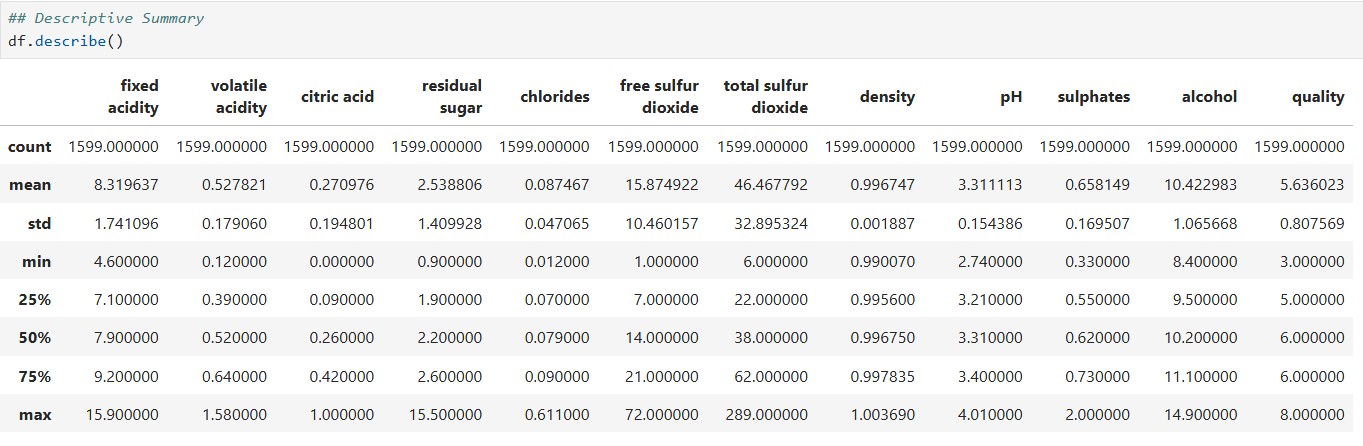 ## Descriptive Summary
df.describe()
fixed acidity volatile acidity citric acid residual sugar chlorides free sulfur dioxide total sulfur dioxide density pH sulphates alcohol quality
count 1599.000000 1599.000000 1599.000000 1599.000000 1599.000000 1599.000000 1599.000000 1599.000000 1599.000000 1599.000000 1599.000000 1599.000000
mean 8.319637 0.527821 0.270976 2.538806 0.087467 15.874922 46.467792 0.996747 3.311113 0.658149 10.422983 5.636023
std 1.741096 0.179060 0.194801 1.409928 0.047065 10.460157 32.895324 0.001887 0.154386 0.169507 1.065668 0.807569
min 4.600000 0.120000 0.000000 0.900000 0.012000 1.000000 6.000000 0.990070 2.740000 0.330000 8.400000 3.000000
25% 7.100000 0.390000 0.090000 1.900000 0.070000 7.000000 22.000000 0.995600 3.210000 0.550000 9.500000 5.000000
50% 7.900000 0.520000 0.260000 2.200000 0.079000 14.000000 38.000000 0.996750 3.310000 0.620000 10.200000 6.000000
75% 9.200000 0.640000 0.420000 2.600000 0.090000 21.000000 62.000000 0.997835 3.400000 0.730000 11.100000 6.000000
max 15.900000 1.580000 1.000000 15.500000 0.611000 72.000000 289.000000 1.003690 4.010000 2.000000 14.900000 8.000000